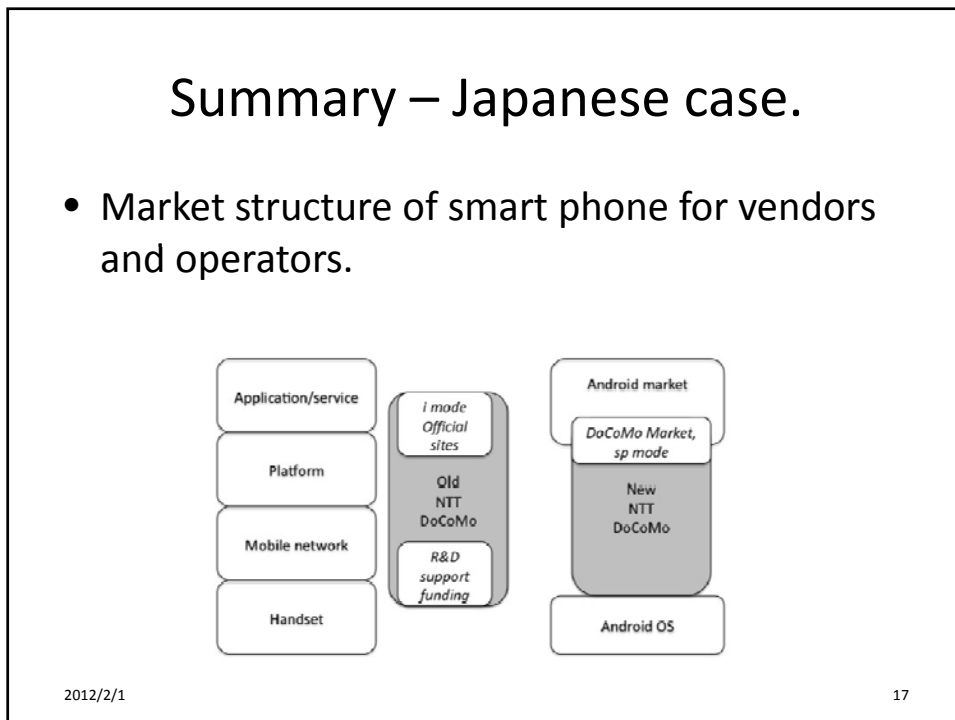 Summary – Japanese case.
• Market structure of smart phone for vendors
and operators.
Application/service
Platform
Mobile network
Handset
i mode
Official
sites
Old
NTT
DoCoMo
R&D
support
funding
Android market
DoCoMo Market,
sp mode
New
NTT
DoCoMo
Android OS
2012/2/1
17